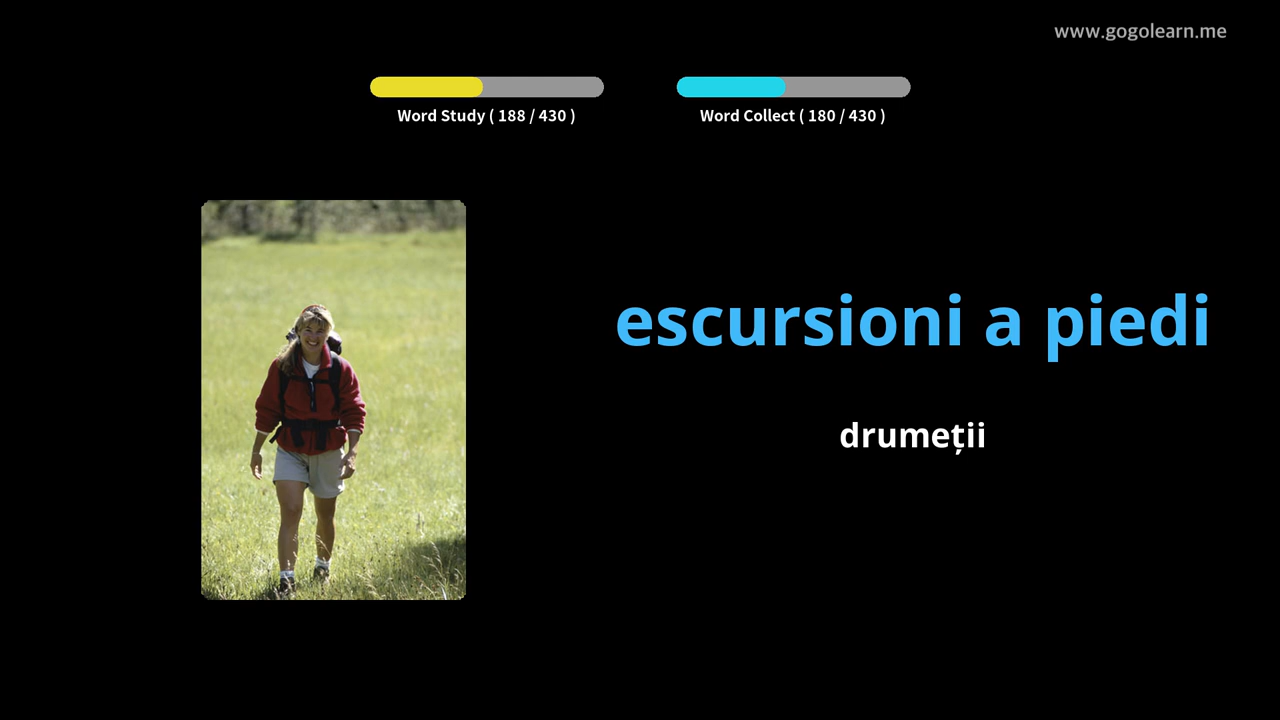 www.gogolearn.me
Word Study ( 188 / 430 )
Word Collect ( 180 / 430 )
escursioni a piedi
drumeții